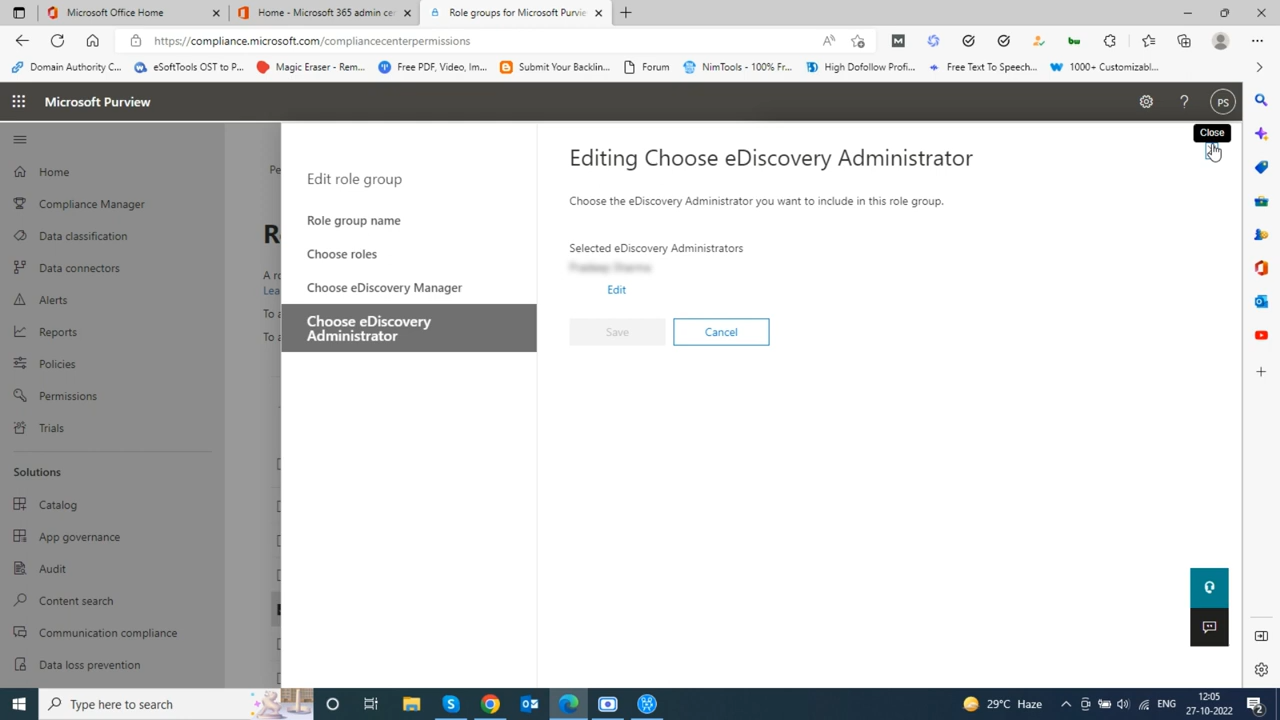 Microsoft Office Home
Home - Microsoft 365 admin ce
Role groups for Microsoft Purvie
https://compliance.microsoft.com/compliancecenterpermissions
Domain Authority C...
eSoftTools OST to P...
Magic Eraser - Rem...
Free PDF, Video, Im...
Submit Your Backlin...
Forum
NimTools - 100% Fr...
High Dofollow Profi...
Free Text To Speech...
1000+ Customizabl...
Microsoft Purview
PS
Close
Home
Compliance Manager
Data classification
Data connectors
Alerts
Reports
Policies
Permissions
Trials
Solutions
Catalog
App governance
Audit
Content search
Communication compliance
Data loss prevention
Pe
R
A ro
Lea
To a
To a
Edit role group
Role group name
Choose roles
Choose eDiscovery Manager
Choose eDiscovery
Administrator
Editing Choose eDiscovery Administrator
Choose the eDiscovery Administrator you want to include in this role group.
Selected eDiscovery Administrators
Edit
Save
Cancel
Type here to search
29°C Haze
ENG
12:05
27-10-2022
2